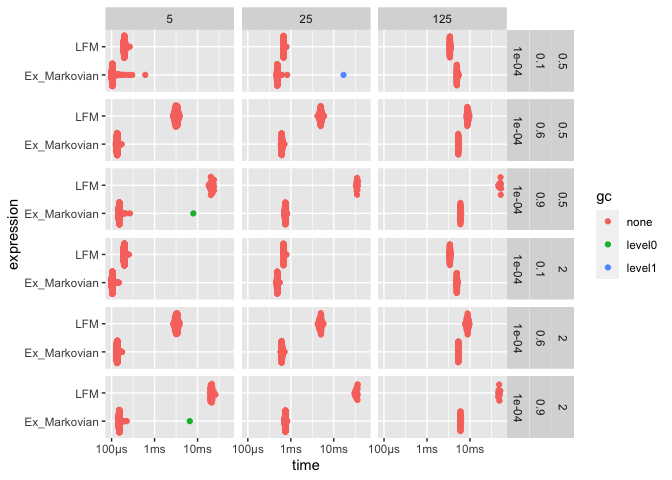 5 25 125
LFM
Ex_Markovian
1e-04 0.1 0.5
LFM
Ex_Markovian
1e-04 0.6 0.5
LFM
Ex_Markovian
1e-04 0.9 0.5
LFM
Ex_Markovian
1e-04 0.1 2
LFM
Ex_Markovian
1e-04 0.6 2
LFM
Ex_Markovian
1e-04 0.9 2
expression
100µs 1ms 10ms 100µs 1ms 10ms 100µs 1ms 10ms
time
gc
none
level0
level1